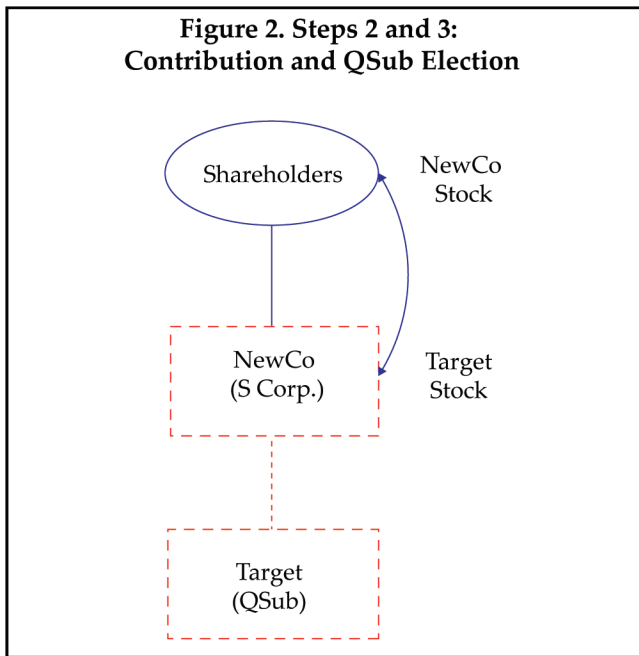 Figure 2. Steps 2 and 3:
Contribution and QSub Election
Shareholders
NewCo
Stock
NewCo
(S Corp.)
Target
Stock
Target
(QSub)